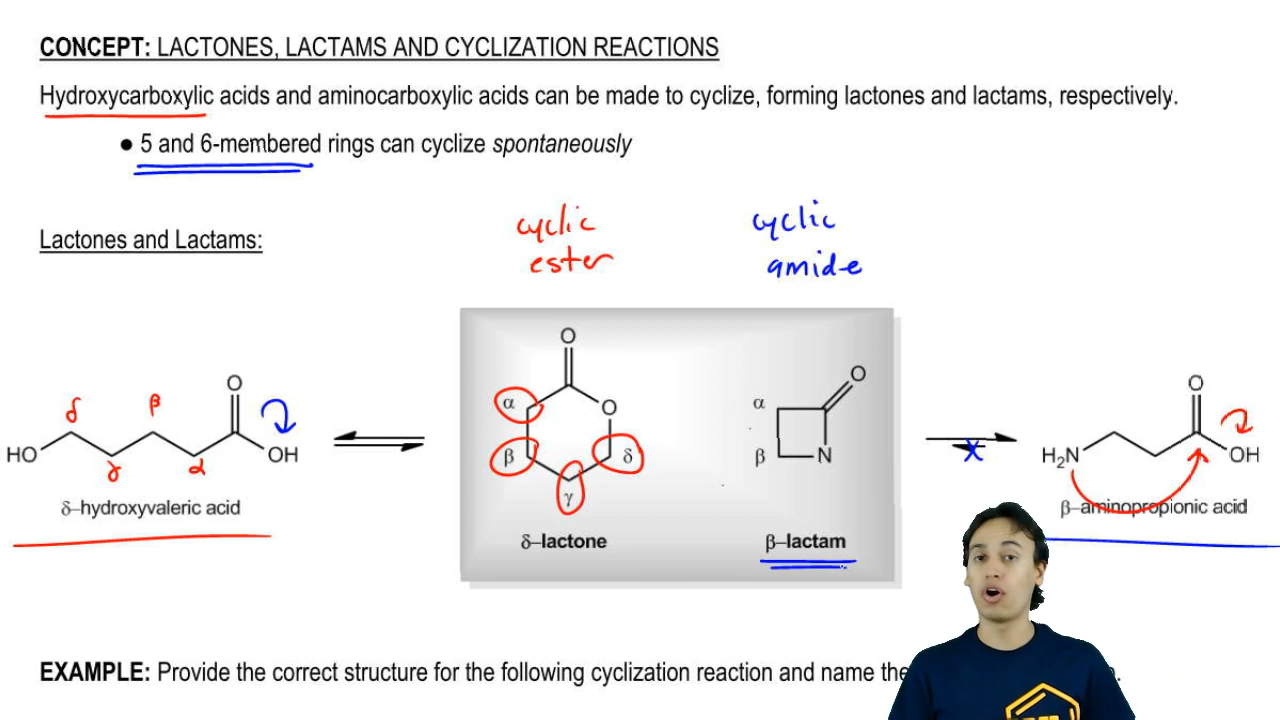 CONCEPT: LACTONES, LACTAMS AND CYCLIZATION REACTIONS
Hydroxycarboxylic acids and aminocarboxylic acids can be made to cyclize, forming lactones and lactams, respectively.
● 5 and 6-membered rings can cyclize spontaneously
Lactones and Lactams:
cyclic
ester
cyclic
amide
δ β
O
HO OH
γ α
δ–hydroxyvaleric acid
O
α O
β δ
γ
δ–lactone
O
α
β N
β–lactam
O
H₂N OH
β–aminopropionic acid
EXAMPLE: Provide the correct structure for the following cyclization reaction and name the